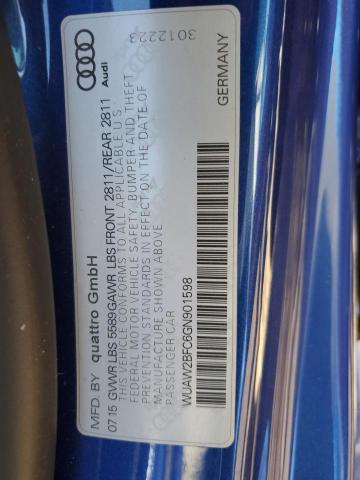 3012223
MFD. BY quattro GmbH Audi
07 15 GVWR LBS 5589 GAWR LBS FRONT 2811/REAR 2811
THIS VEHICLE CONFORMS TO ALL APPLICABLE U S
FEDERAL MOTOR VEHICLE SAFETY, BUMPER AND THEFT
PREVENTION STANDARDS IN EFFECT ON THE DATE OF
MANUFACTURE SHOWN ABOVE
PASSENGER CAR
WUAW2BFC6GN901598 GERMANY